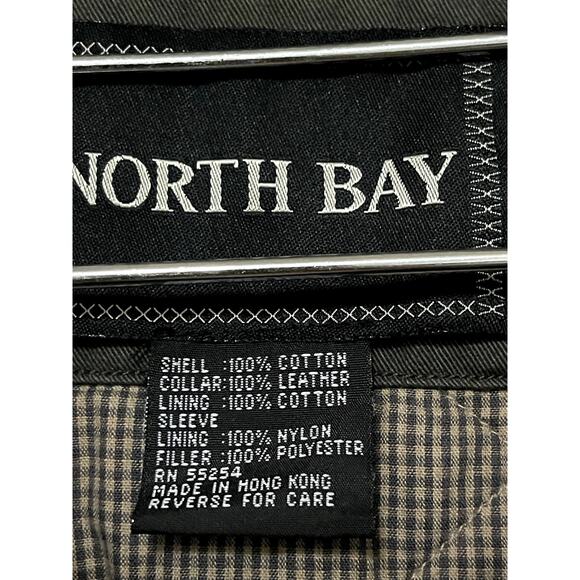 NORTH BAY
SHELL :100% COTTON
COLLAR:100% LEATHER
LINING :100% COTTON
SLEEVE
LINING :100% NYLON
FILLER :100% POLYESTER
RN 55254
MADE IN HONG KONG
REVERSE FOR CARE